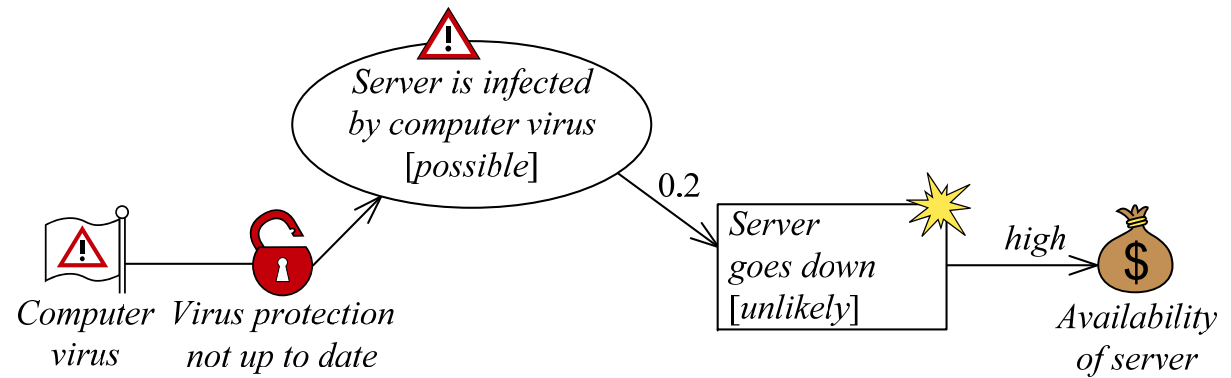 Computer
virus
Virus protection
not up to date
Server is infected
by computer virus
[possible]
0.2
Server
goes down
[unlikely]
high
$
Availability
of server